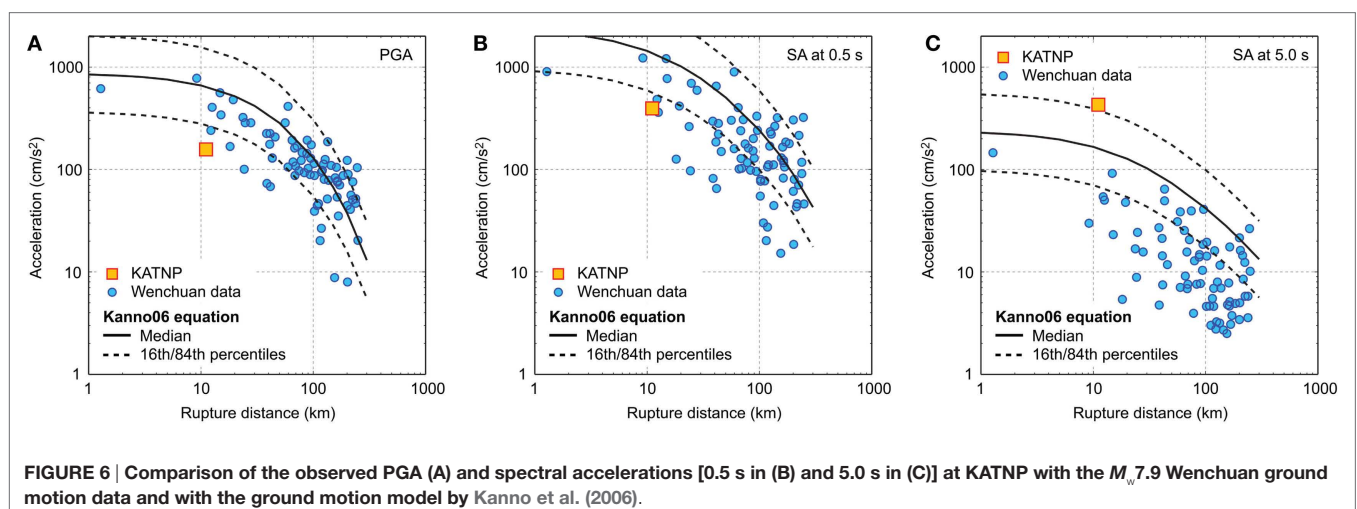 A
PGA
1000
100
10
1
Acceleration (cm/s²)
KATNP
Wenchuan data
Kanno06 equation
Median
16th/84th percentiles
1 10 100 1000
Rupture distance (km)
B
SA at 0.5 s
1000
100
10
1
Acceleration (cm/s²)
KATNP
Wenchuan data
Kanno06 equation
Median
16th/84th percentiles
1 10 100 1000
Rupture distance (km)
C
KATNP
Wenchuan data
SA at 5.0 s
1000
100
10
1
Acceleration (cm/s²)
Kanno06 equation
Median
16th/84th percentiles
1 10 100 1000
Rupture distance (km)
FIGURE 6 | Comparison of the observed PGA (A) and spectral accelerations [0.5 s in (B) and 5.0 s in (C)] at KATNP with the Mw7.9 Wenchuan ground
motion data and with the ground motion model by Kanno et al. (2006).